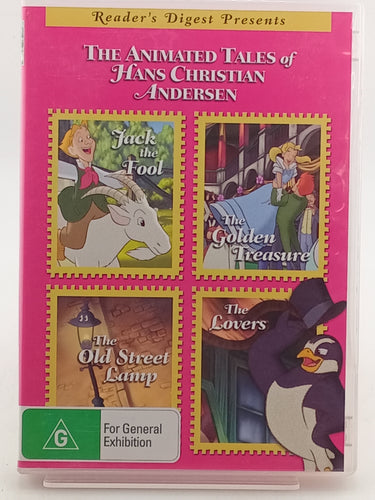 Reader's Digest Presents
THE ANIMATED TALES of
HANS CHRISTIAN
ANDERSEN
Jack
the
Fool
The
Golden
Treasure
The
Old Street
Lamp
The
Lovers
G
For General
Exhibition